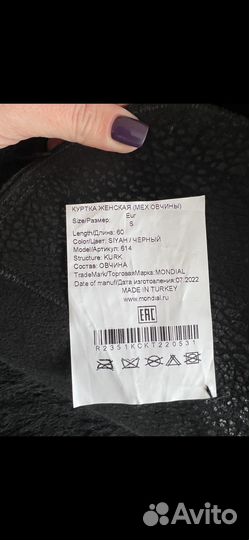 КУРТКА ЖЕНСКАЯ (МЕХ ОВЧИНЫ)
Size/Размер: Eur
S
Length/Длина: 60
Color/Цвет: SIYAH / ЧЕРНЫЙ
Model/Артикул: 614
Structure: KURK
Состав: ОВЧИНА
TradeMark/ТорговаяМарка: MONDIAL
Date of manuf/Дата изготовления:07.2022
MADE IN TURKEY
www.mondial.ru
R2351KCKT220531
EAC
Avito